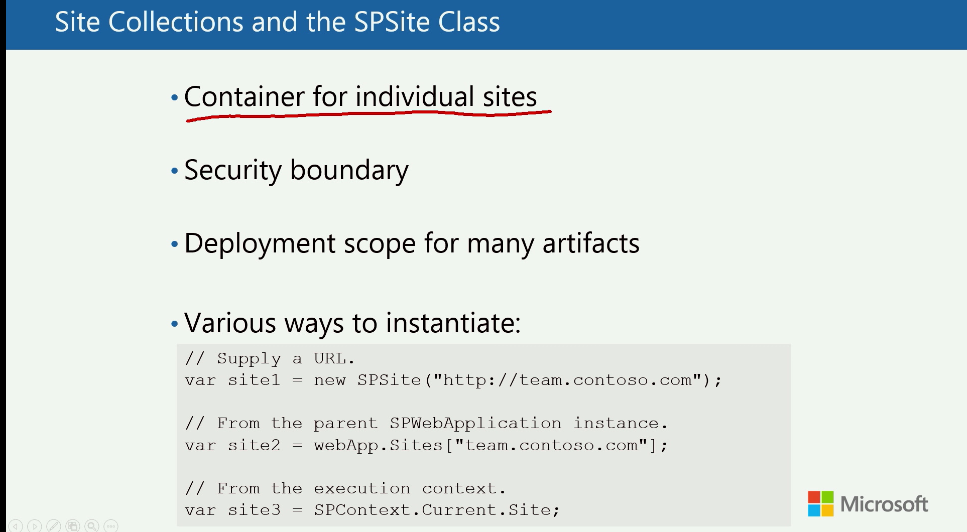 Site Collections and the SPSite Class
• Container for individual sites
• Security boundary
• Deployment scope for many artifacts
• Various ways to instantiate:
// Supply a URL.
var site1 = new SPSite("http://team.contoso.com");
// From the parent SPWebApplication instance.
var site2 = webApp.Sites["team.contoso.com"];
// From the execution context.
var site3 = SPContext.Current.Site;
Microsoft